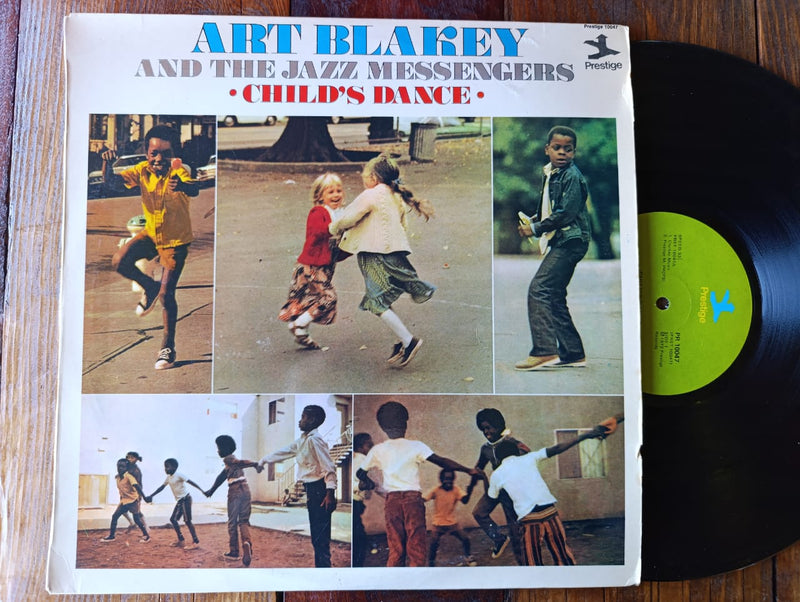 Prestige 10047
ART BLAKEY
AND THE JAZZ MESSENGERS
• CHILD'S DANCE •
Prestige
Prestige
PR 10047